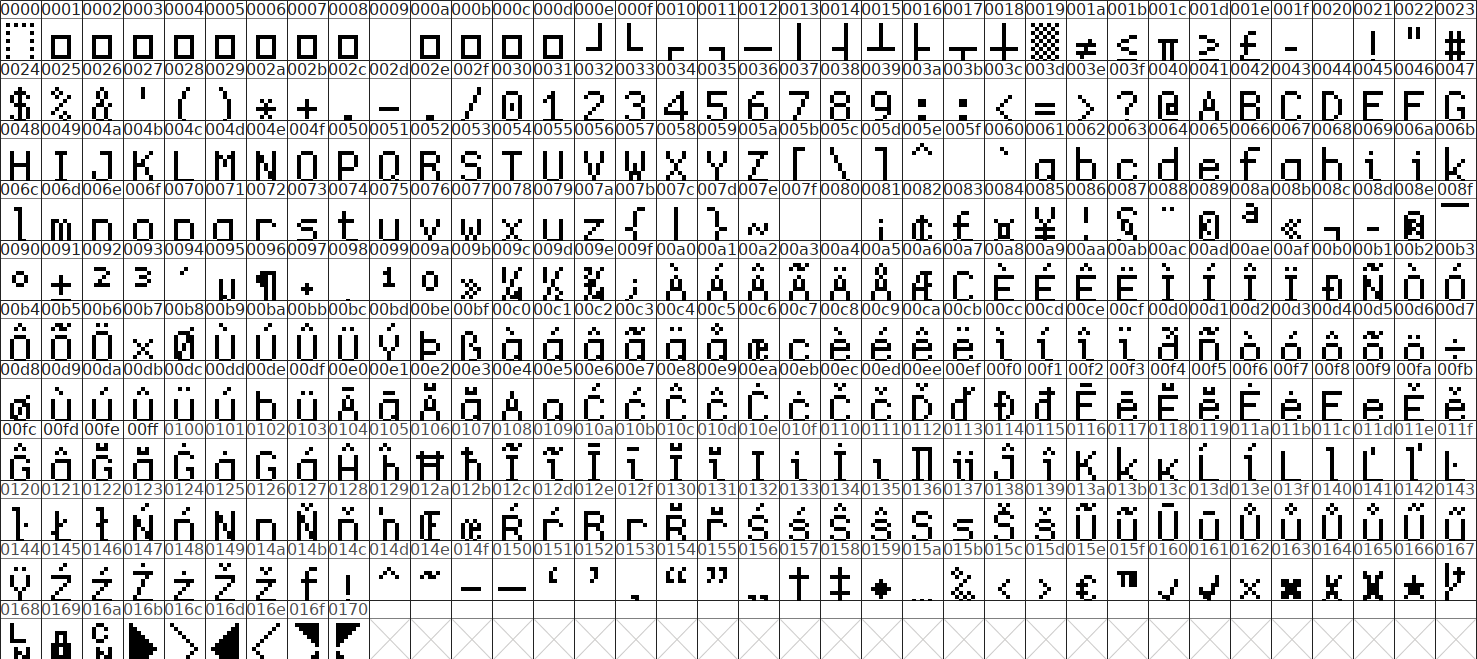 0000 0001 0002 0003 0004 0005 0006 0007 0008 0009 000a 000b 000c 000d 000e 000f 0010 0011 0012 0013 0014 0015 0016 0017 0018 0019 001a 001b 001c 001d 001e 001f 0020 0021 0022 0023
┘ └ ┌ ┐ ─ │ ┤ ┴ ├ ┬ ┼ ▒ ≠ ≤ π ≥ £ - ! " #
0024 0025 0026 0027 0028 0029 002a 002b 002c 002d 002e 002f 0030 0031 0032 0033 0034 0035 0036 0037 0038 0039 003a 003b 003c 003d 003e 003f 0040 0041 0042 0043 0044 0045 0046 0047
$ % & ' ( ) * + , - . / 0 1 2 3 4 5 6 7 8 9 : ; < = > ? @ A B C D E F G
0048 0049 004a 004b 004c 004d 004e 004f 0050 0051 0052 0053 0054 0055 0056 0057 0058 0059 005a 005b 005c 005d 005e 005f 0060 0061 0062 0063 0064 0065 0066 0067 0068 0069 006a 006b
H I J K L M N O P Q R S T U V W X Y Z [ \ ] ^ ` a b c d e f g h i j k
006c 006d 006e 006f 0070 0071 0072 0073 0074 0075 0076 0077 0078 0079 007a 007b 007c 007d 007e 007f 0080 0081 0082 0083 0084 0085 0086 0087 0088 0089 008a 008b 008c 008d 008e 008f
l m n o p q r s t u v w x y z { | } ~ ¡ ¢ £ ¤ ¥ ¦ § ¨ © ª « ¬ - ® ¯
0090 0091 0092 0093 0094 0095 0096 0097 0098 0099 009a 009b 009c 009d 009e 009f 00a0 00a1 00a2 00a3 00a4 00a5 00a6 00a7 00a8 00a9 00aa 00ab 00ac 00ad 00ae 00af 00b0 00b1 00b2 00b3
° ± ² ³ ´ µ ¶ · ¸ ¹ º » ¼ ½ ¾ ¿ À Á Â Ã Ä Å Æ Ç È É Ê Ë Ì Í Î Ï Ð Ñ Ò Ó
00b4 00b5 00b6 00b7 00b8 00b9 00ba 00bb 00bc 00bd 00be 00bf 00c0 00c1 00c2 00c3 00c4 00c5 00c6 00c7 00c8 00c9 00ca 00cb 00cc 00cd 00ce 00cf 00d0 00d1 00d2 00d3 00d4 00d5 00d6 00d7
Ô Õ Ö × Ø Ù Ú Û Ü Ý Þ ß à á â ã ä å æ ç è é ê ë ì í î ï ð ñ ò ó ô õ ö ÷
00d8 00d9 00da 00db 00dc 00dd 00de 00df 00e0 00e1 00e2 00e3 00e4 00e5 00e6 00e7 00e8 00e9 00ea 00eb 00ec 00ed 00ee 00ef 00f0 00f1 00f2 00f3 00f4 00f5 00f6 00f7 00f8 00f9 00fa 00fb
ø ù ú û ü ý þ ÿ Ā ā Ă ă Ą ą Ć ć Ĉ ĉ Ċ ċ Č č Ď ď Đ đ Ē ē Ĕ ĕ Ė ė Ę ę Ě ě
00fc 00fd 00fe 00ff 0100 0101 0102 0103 0104 0105 0106 0107 0108 0109 010a 010b 010c 010d 010e 010f 0110 0111 0112 0113 0114 0115 0116 0117 0118 0119 011a 011b 011c 011d 011e 011f
Ĝ ĝ Ğ ğ Ġ ġ Ģ ģ Ĥ ĥ Ħ ħ Ĩ ĩ Ī ī Ĭ ĭ Į į İ ı IJ ij Ĵ ĵ Ķ ķ ĸ Ĺ ĺ Ļ ļ Ľ ľ Ŀ
0120 0121 0122 0123 0124 0125 0126 0127 0128 0129 012a 012b 012c 012d 012e 012f 0130 0131 0132 0133 0134 0135 0136 0137 0138 0139 013a 013b 013c 013d 013e 013f 0140 0141 0142 0143
ŀ Ł ł Ń ń Ņ ņ Ň ň ʼn Œ œ Ŕ ŕ Ŗ ŗ Ř ř Ś ś Ŝ ŝ Ş ş Š š Ũ ũ Ū ū Ů ů Ů ů Ű ű
0144 0145 0146 0147 0148 0149 014a 014b 014c 014d 014e 014f 0150 0151 0152 0153 0154 0155 0156 0157 0158 0159 015a 015b 015c 015d 015e 015f 0160 0161 0162 0163 0164 0165 0166 0167
Ÿ Ź ź Ż ż Ž ž ƒ ˆ ˜ – — ‘ ’ ‚ “ ” „ † ‡ • … ‰ ‹ › € ™ ✓ ✔
0168 0169 016a 016b 016c 016d 016e 016f 0170